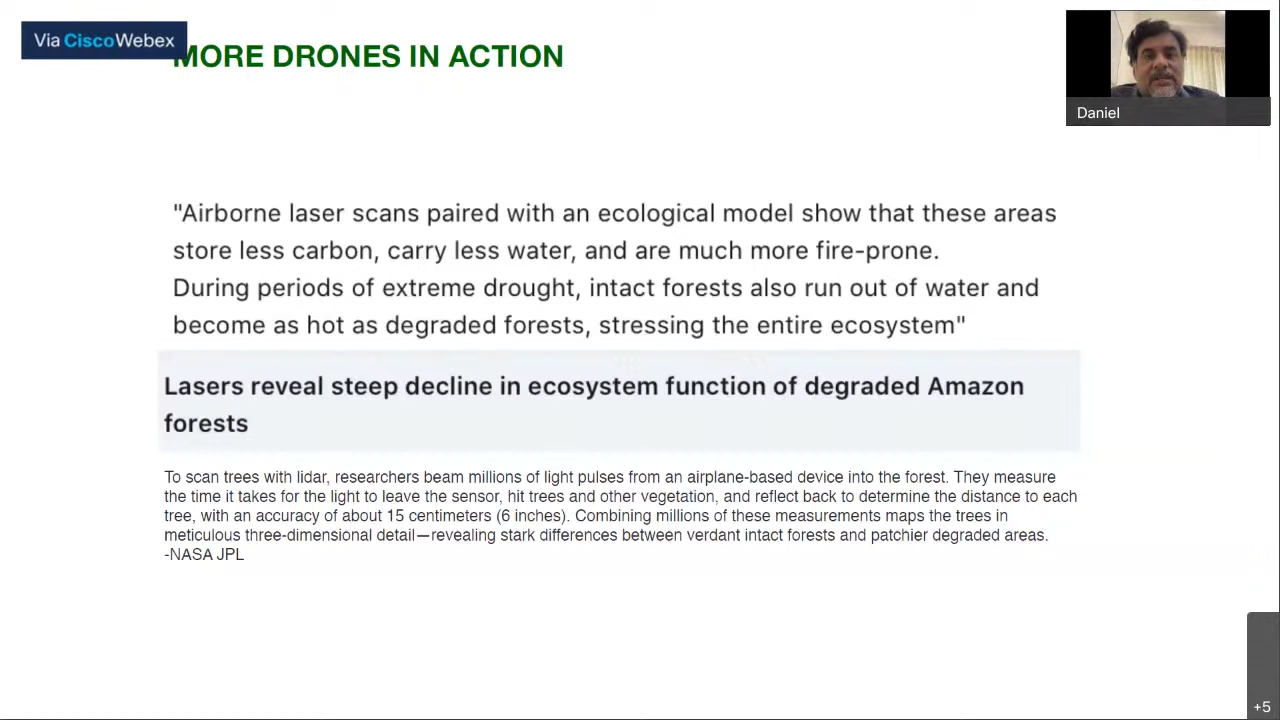 Via Cisco Webex
MORE DRONES IN ACTION
Daniel
"Airborne laser scans paired with an ecological model show that these areas
store less carbon, carry less water, and are much more fire-prone.
During periods of extreme drought, intact forests also run out of water and
become as hot as degraded forests, stressing the entire ecosystem"
Lasers reveal steep decline in ecosystem function of degraded Amazon
forests
To scan trees with lidar, researchers beam millions of light pulses from an airplane-based device into the forest. They measure
the time it takes for the light to leave the sensor, hit trees and other vegetation, and reflect back to determine the distance to each
tree, with an accuracy of about 15 centimeters (6 inches). Combining millions of these measurements maps the trees in
meticulous three-dimensional detail—revealing stark differences between verdant intact forests and patchier degraded areas.
-NASA JPL
+5